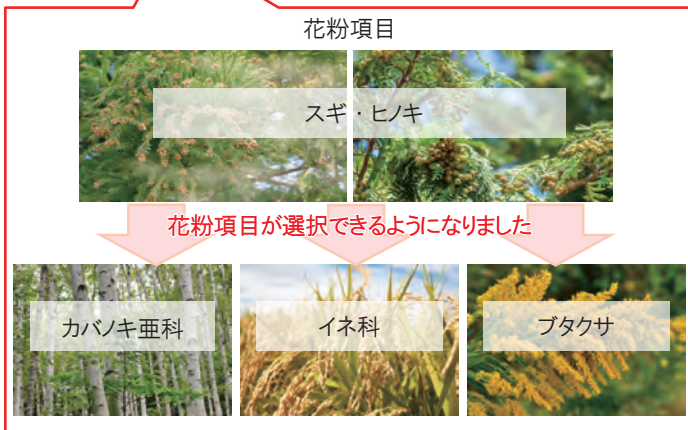 花粉項目
スギ・ヒノキ
花粉項目が選択できるようになりました
カバノキ亜科
イネ科
ブタクサ